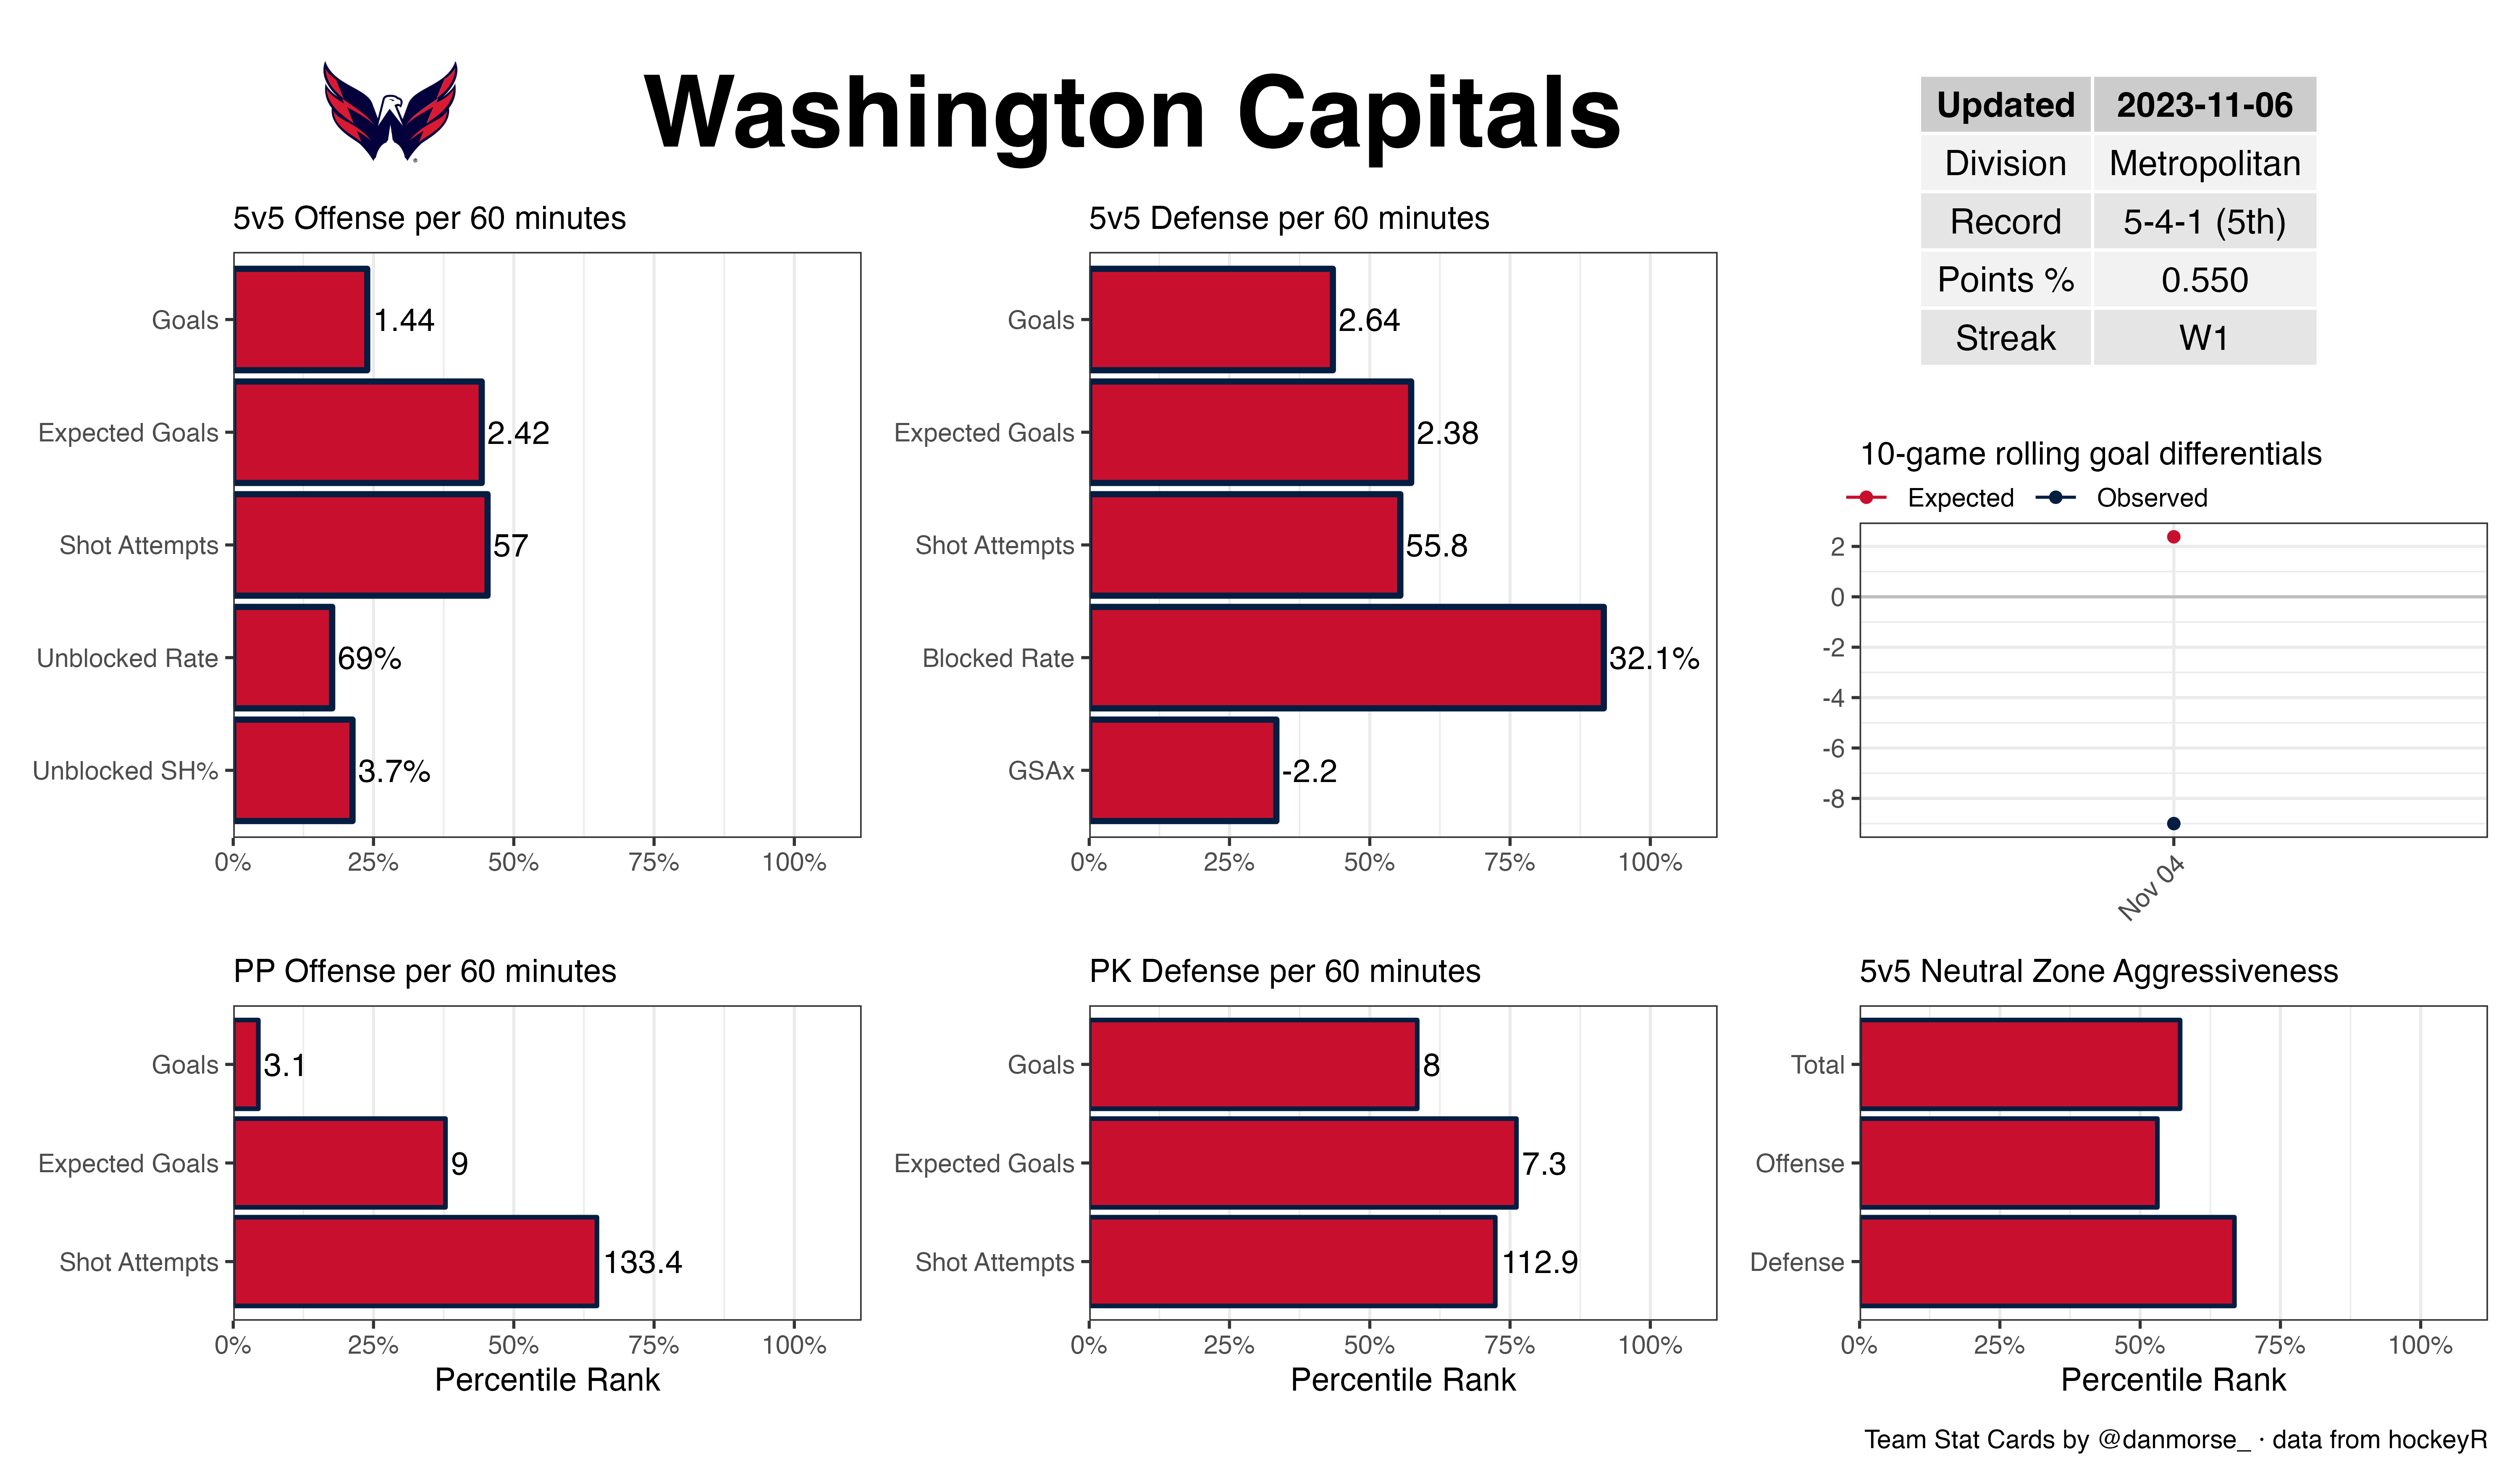 Washington Capitals
Updated 2023-11-06
Division Metropolitan
Record 5-4-1 (5th)
Points % 0.550
Streak W1
5v5 Offense per 60 minutes
Goals 1.44
Expected Goals 2.42
Shot Attempts 57
Unblocked Rate 69%
Unblocked SH% 3.7%
0% 25% 50% 75% 100%
5v5 Defense per 60 minutes
Goals 2.64
Expected Goals 2.38
Shot Attempts 55.8
Blocked Rate 32.1%
GSAx -2.2
0% 25% 50% 75% 100%
10-game rolling goal differentials
Expected Observed
2
0
-2
-4
-6
-8
Nov 04
PP Offense per 60 minutes
Goals 3.1
Expected Goals 9
Shot Attempts 133.4
0% 25% 50% 75% 100%
Percentile Rank
PK Defense per 60 minutes
Goals 8
Expected Goals 7.3
Shot Attempts 112.9
0% 25% 50% 75% 100%
Percentile Rank
5v5 Neutral Zone Aggressiveness
Total
Offense
Defense
0% 25% 50% 75% 100%
Percentile Rank
Team Stat Cards by @danmorse_ · data from hockeyR